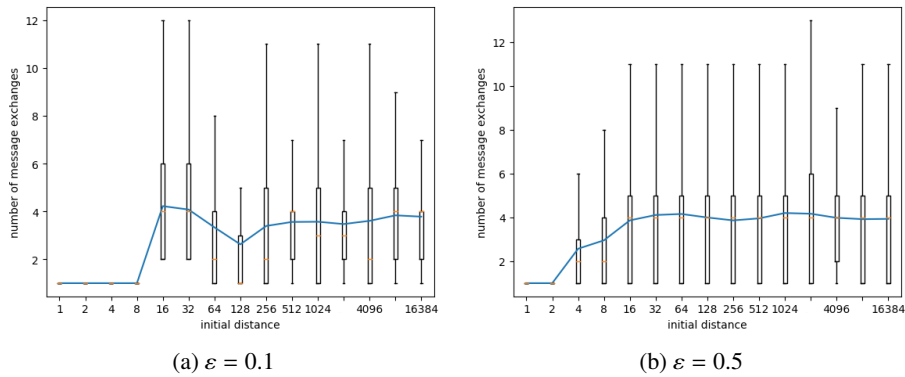 12
10
8
6
4
2
number of message exchanges
1 2 4 8 16 32 64 128 256 512 1024 4096 16384
initial distance
(a) ε = 0.1
12
10
8
6
4
2
number of message exchanges
1 2 4 8 16 32 64 128 256 512 1024 4096 16384
initial distance
(b) ε = 0.5